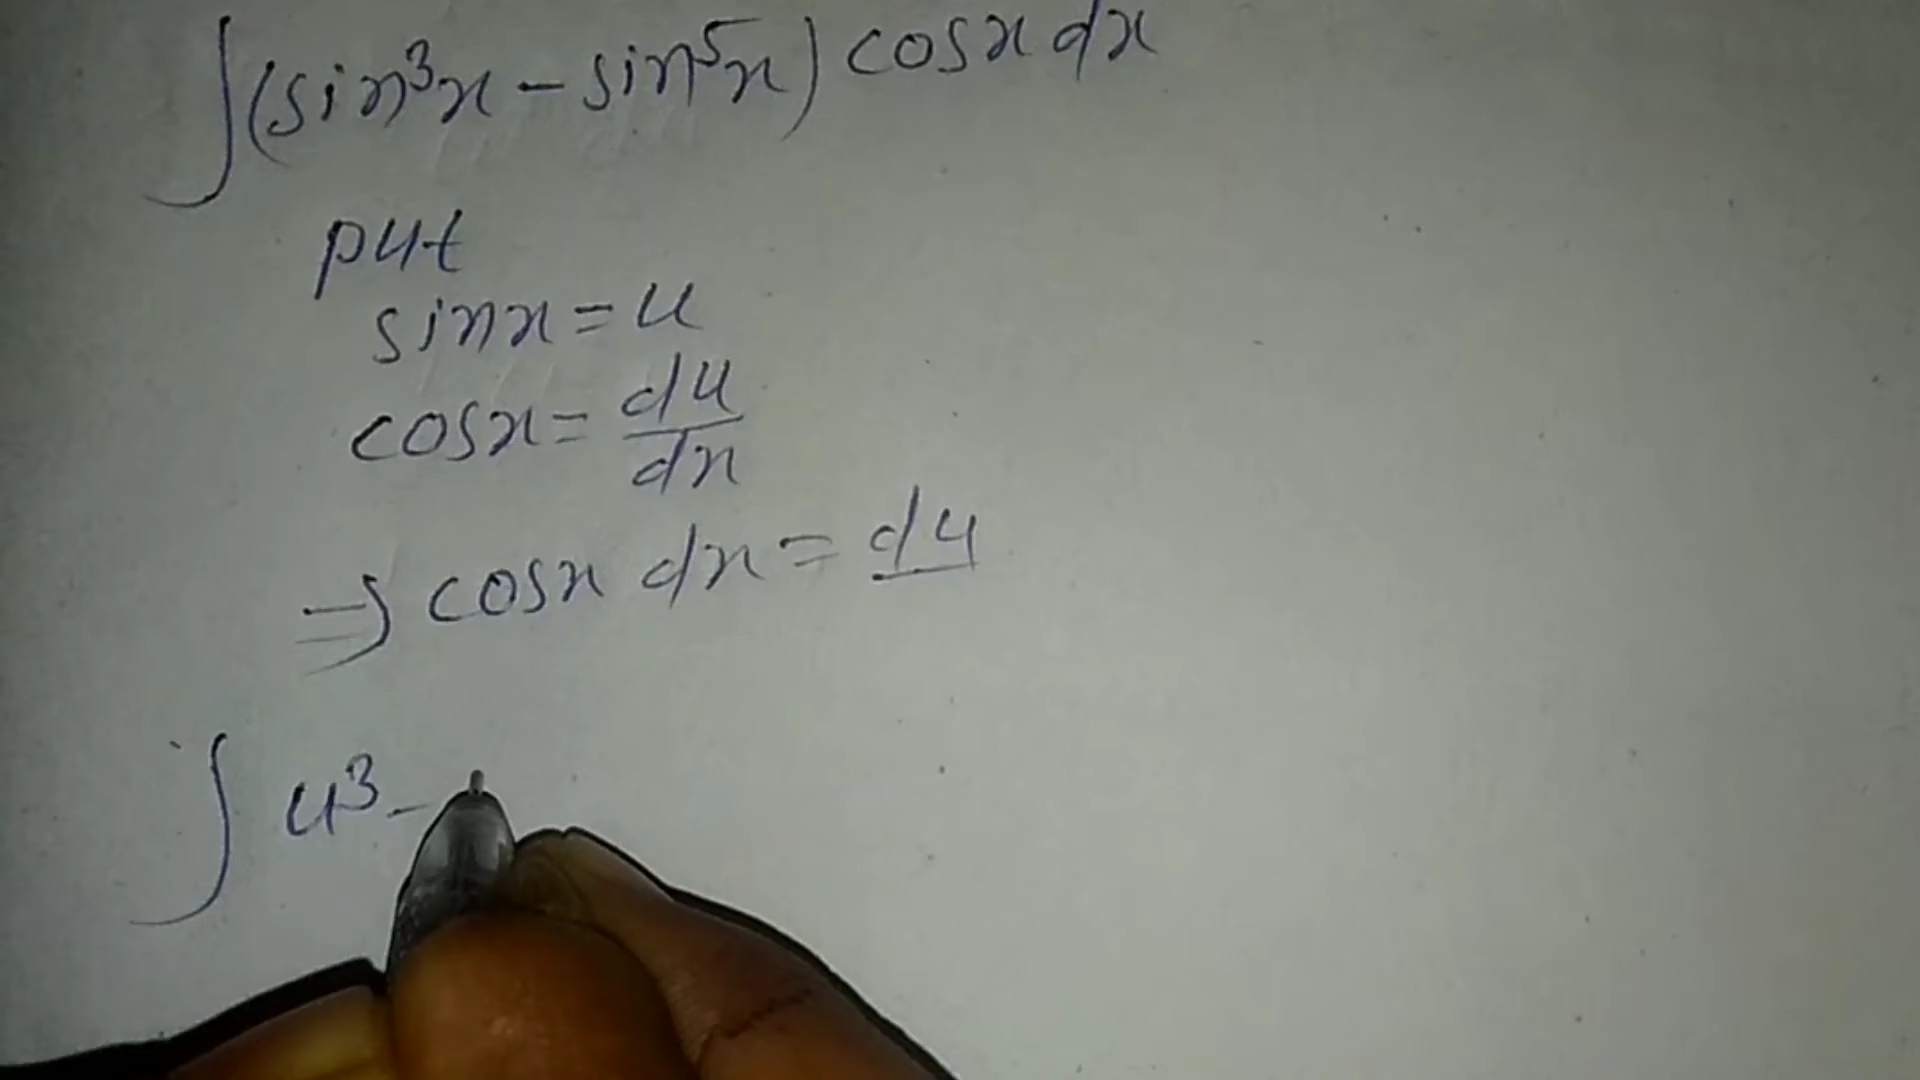 ∫(sin³x - sin⁵x) cosx dx
put
sinx = u
cosx = du/dx
⇒ cosx dx = du
∫ u³ -